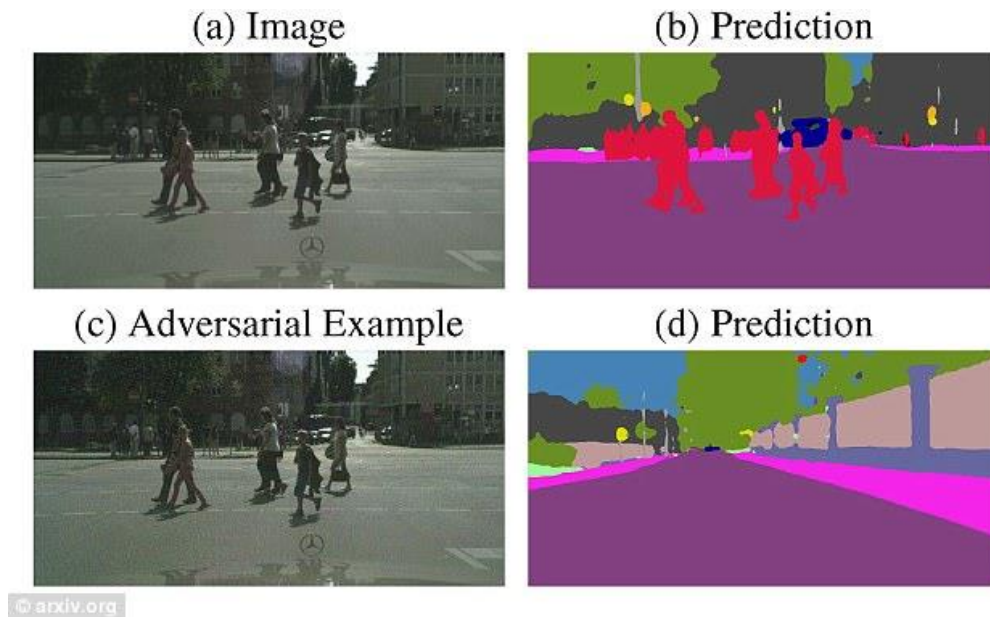 (a) Image
(b) Prediction
(c) Adversarial Example
(d) Prediction
© arxiv.org